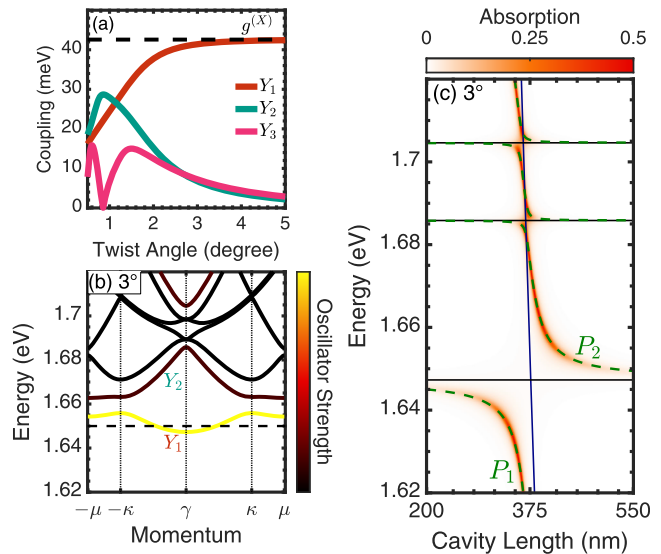 (a)
g^(X)
40
30
20
10
0
Coupling (meV)
Y₁
Y₂
Y₃
1
2
3
4
5
Twist Angle (degree)
(b) 3°
1.7
1.68
1.66
1.64
1.62
Energy (eV)
Y₂
Y₁
−μ
−κ
γ
κ
μ
Momentum
Oscillator Strength
Absorption
0
0.25
0.5
(c) 3°
1.7
1.68
1.66
1.64
1.62
Energy (eV)
P₂
P₁
200
375
550
Cavity Length (nm)